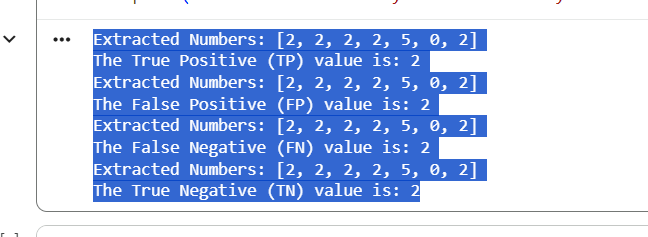 Extracted Numbers: [2, 2, 2, 2, 5, 0, 2]
The True Positive (TP) value is: 2
Extracted Numbers: [2, 2, 2, 2, 5, 0, 2]
The False Positive (FP) value is: 2
Extracted Numbers: [2, 2, 2, 2, 5, 0, 2]
The False Negative (FN) value is: 2
Extracted Numbers: [2, 2, 2, 2, 5, 0, 2]
The True Negative (TN) value is: 2